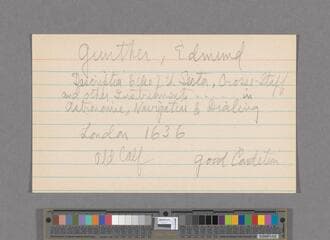 Gunther, Edmund
Description & Use of the Sector, Cross-Staff
and other Instruments .... in
Astronomie, Navigation & Dialing
London 1636
Old Calf good Condition